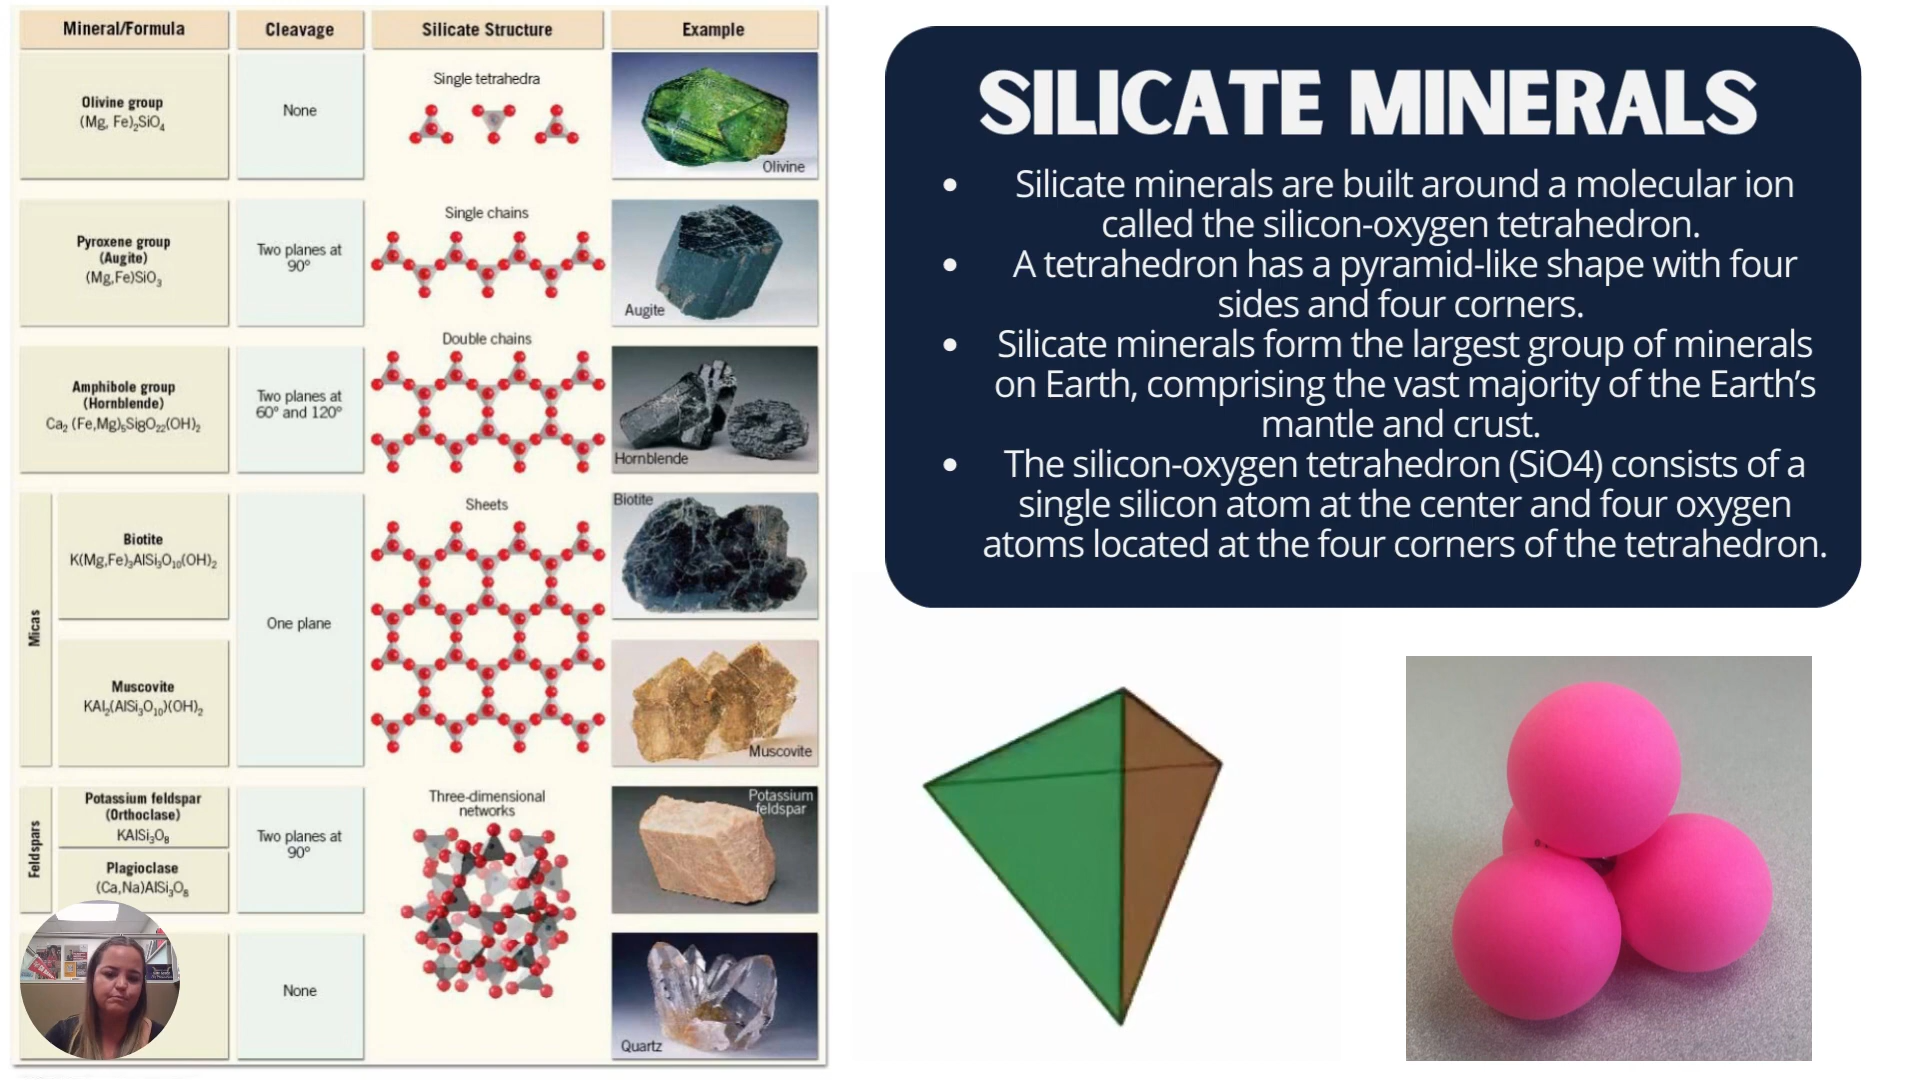 Mineral/Formula
Cleavage
Silicate Structure
Example
Olivine group
(Mg, Fe)₂SiO₄
None
Single tetrahedra
Olivine
Pyroxene group
(Augite)
(Mg,Fe)SiO₃
Two planes at
90°
Single chains
Augite
Amphibole group
(Hornblende)
Ca₂ (Fe,Mg)₅Si8O₂₂(OH)₂
Two planes at
60° and 120°
Double chains
Hornblende
Micas
Biotite
K(Mg,Fe)₃AlSi₃O₁₀(OH)₂
Muscovite
KAl₂(AlSi₃O₁₀)(OH)₂
One plane
Sheets
Biotite
Muscovite
Feldspars
Potassium feldspar
(Orthoclase)
KAlSi₃O₈
Plagioclase
(Ca,Na)AlSi₃O₈
Two planes at
90°
Three-dimensional
networks
Potassium
feldspar
None
Quartz
SILICATE MINERALS
• Silicate minerals are built around a molecular ion
called the silicon-oxygen tetrahedron.
• A tetrahedron has a pyramid-like shape with four
sides and four corners.
• Silicate minerals form the largest group of minerals
on Earth, comprising the vast majority of the Earth’s
mantle and crust.
• The silicon-oxygen tetrahedron (SiO4) consists of a
single silicon atom at the center and four oxygen
atoms located at the four corners of the tetrahedron.